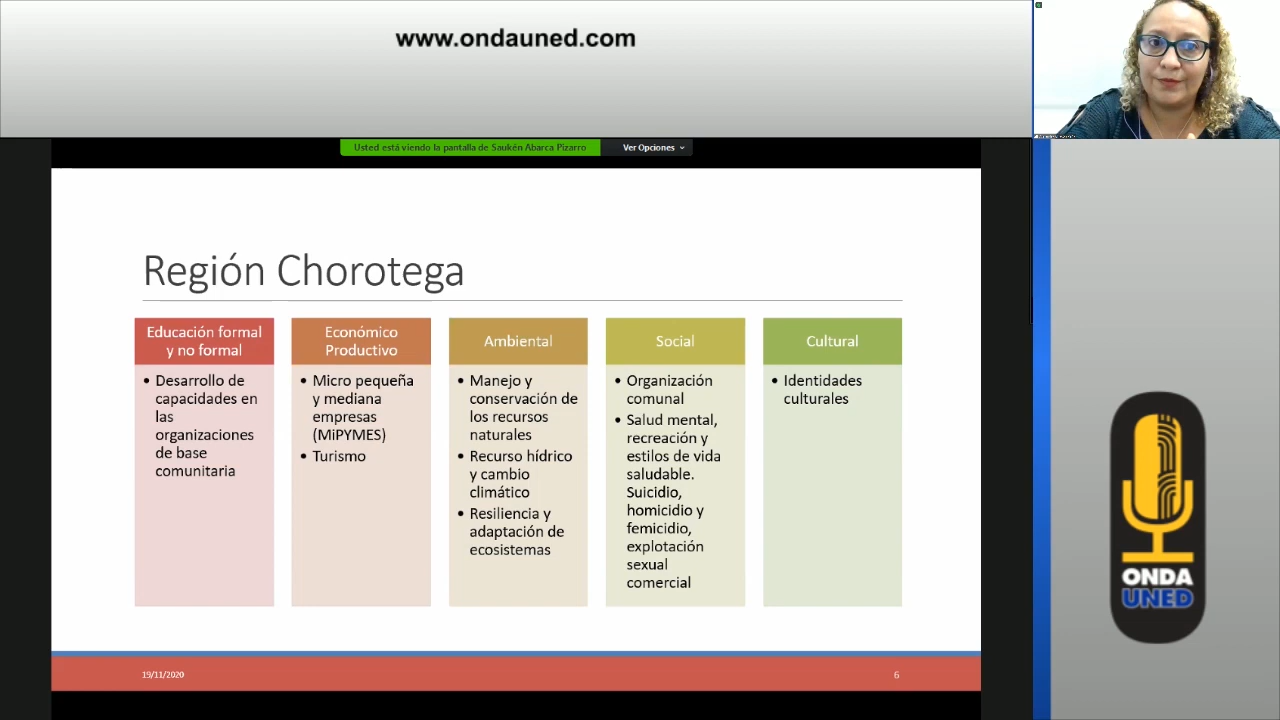 www.ondauned.com
Usted está viendo la pantalla de Saukén Abarca Pizarro
Ver Opciones
Región Chorotega
Educación formal
y no formal
• Desarrollo de
capacidades en
las
organizaciones
de base
comunitaria
Económico
Productivo
• Micro pequeña
y mediana
empresas
(MiPYMES)
• Turismo
Ambiental
• Manejo y
conservación de
los recursos
naturales
• Recurso hídrico
y cambio
climático
• Resiliencia y
adaptación de
ecosistemas
Social
• Organización
comunal
• Salud mental,
recreación y
estilos de vida
saludable.
Suicidio,
homicidio y
femicidio,
explotación
sexual
comercial
Cultural
• Identidades
culturales
19/11/2020
6
ONDA
UNED